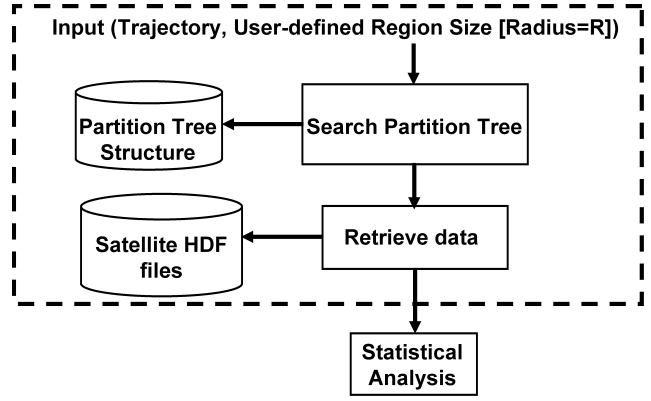 Input (Trajectory, User-defined Region Size [Radius=R])
Partition Tree
Structure
Search Partition Tree
Satellite HDF
files
Retrieve data
Statistical
Analysis